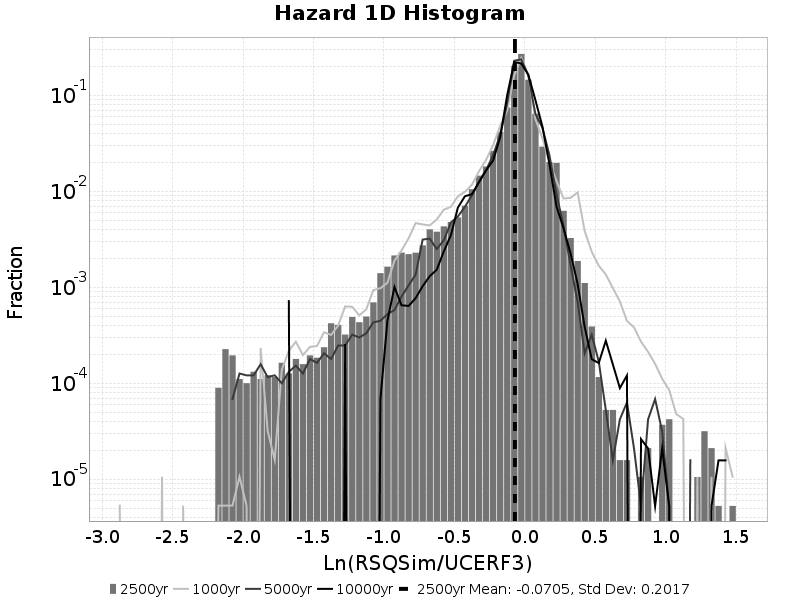 Hazard 1D Histogram
Fraction
10-1
10-2
10-3
10-4
10-5
-3.0 -2.5 -2.0 -1.5 -1.0 -0.5 0.0 0.5 1.0 1.5
Ln(RSQSim/UCERF3)
2500yr 1000yr 5000yr 10000yr 2500yr Mean: -0.0705, Std Dev: 0.2017